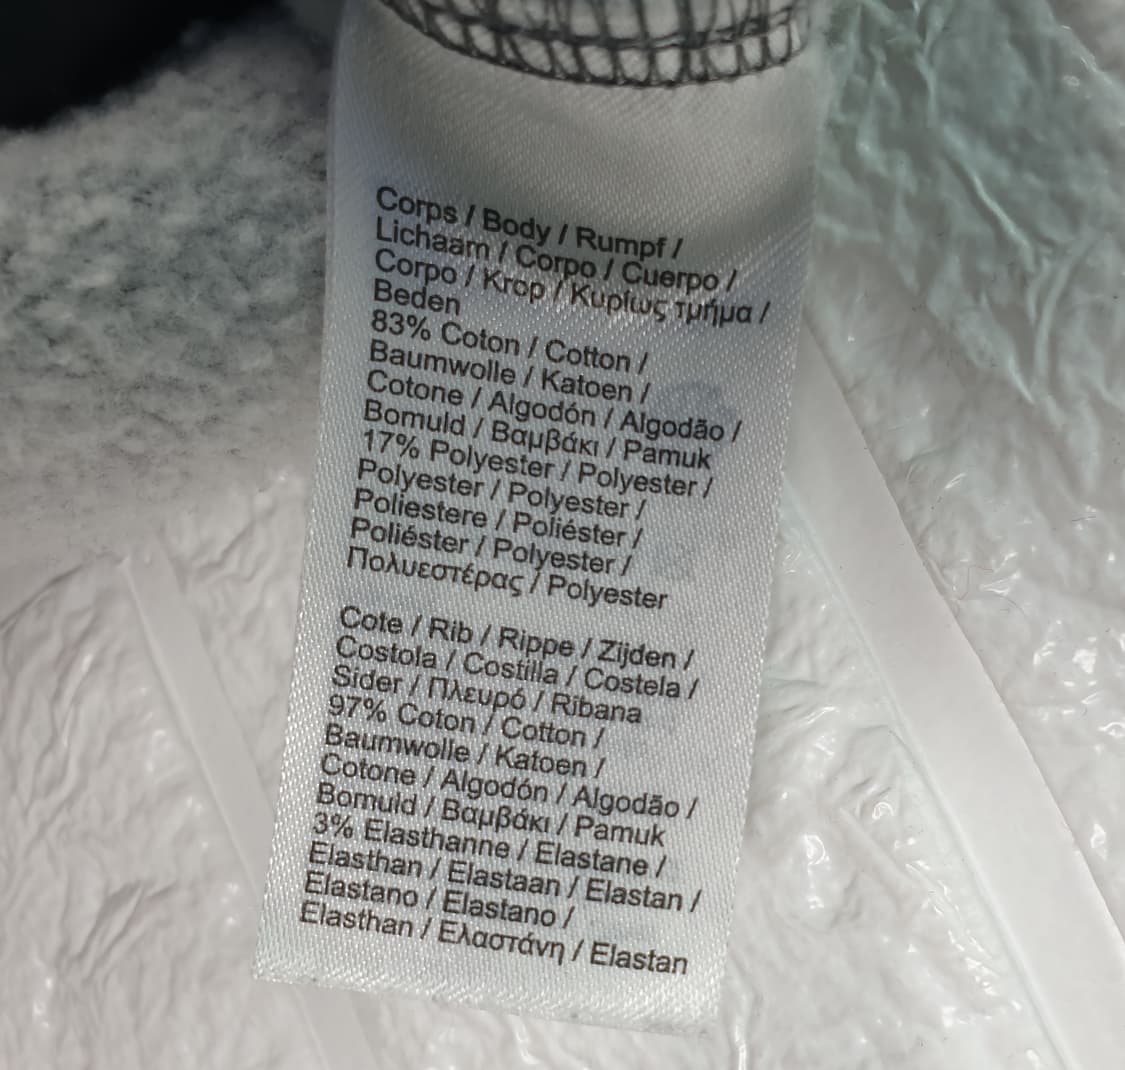 Corps / Body / Rumpf /
Lichaam / Corpo / Cuerpo /
Corpo / Krop / Κυρίως τμήμα /
Beden
83% Coton / Cotton /
Baumwolle / Katoen /
Cotone / Algodón / Algodão /
Bomuld / Βαμβάκι / Pamuk
17% Polyester / Polyester /
Polyester / Polyester /
Poliestere / Poliéster /
Poliéster / Polyester /
Πολυεστέρας / Polyester
Cote / Rib / Rippe / Zijden /
Costola / Costilla / Costela /
Sider / Πλευρό / Ribana
97% Coton / Cotton /
Baumwolle / Katoen /
Cotone / Algodón / Algodão /
Bomuld / Βαμβάκι / Pamuk
3% Elasthanne / Elastane /
Elasthan / Elastaan / Elastan /
Elastano / Elastano /
Elasthan / Ελαστάνη / Elastan